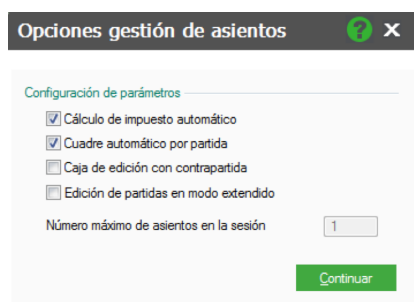 Opciones gestión de asientos ? X
Configuración de parámetros
Cálculo de impuesto automático
Cuadre automático por partida
Caja de edición con contrapartida
Edición de partidas en modo extendido
Número máximo de asientos en la sesión 1
Continuar